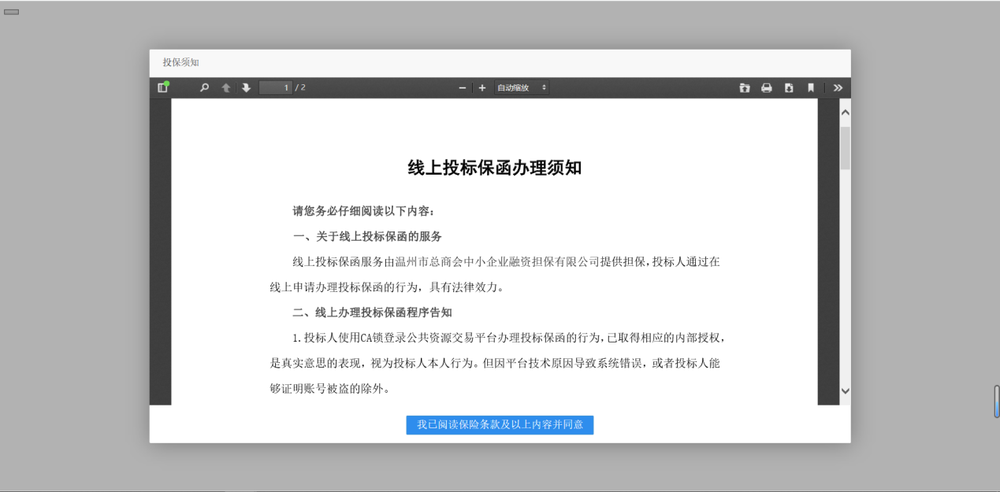 投保须知
1 / 2
自动缩放
线上投标保函办理须知
请您务必仔细阅读以下内容：
一、关于线上投标保函的服务
线上投标保函服务由温州市总商会中小企业融资担保有限公司提供担保，投标人通过在
线上申请办理投标保函的行为，具有法律效力。
二、线上办理投标保函程序告知
1.投标人使用CA锁登录公共资源交易平台办理投标保函的行为，已取得相应的内部授权，
是真实意思的表现，视为投标人本人行为。但因平台技术原因导致系统错误，或者投标人能
够证明账号被盗的除外。
我已阅读保险条款及以上内容并同意